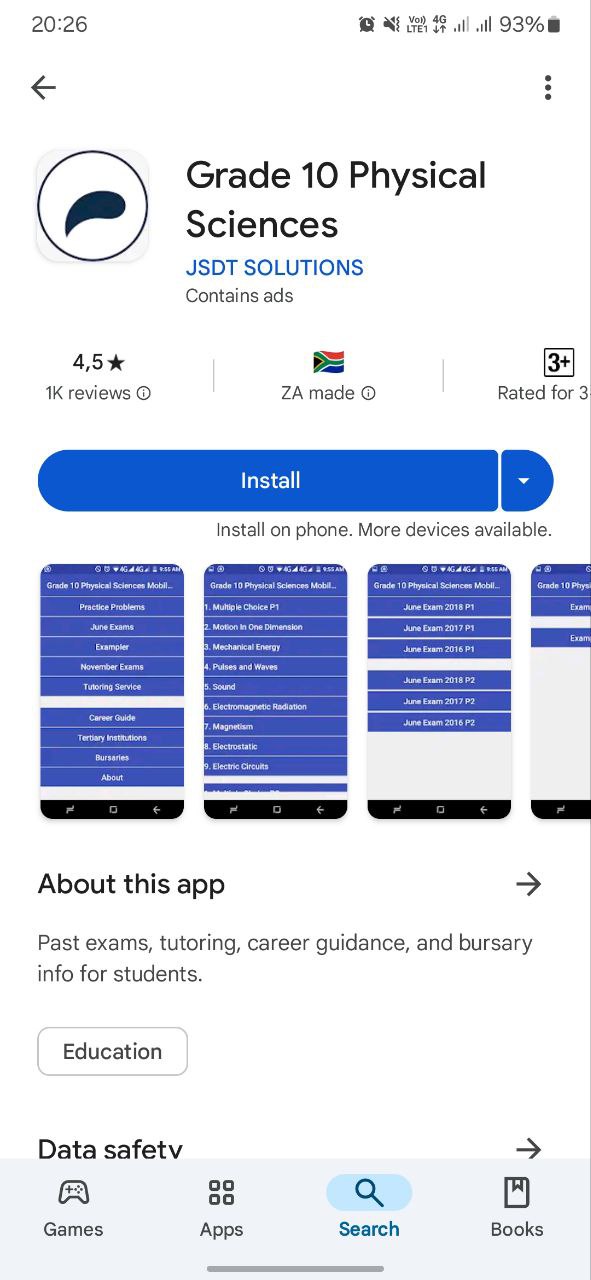 20:26
Vo)) 4G 93%
LTE1
Grade 10 Physical
Sciences
JSDT SOLUTIONS
Contains ads
4,5★
1K reviews
ZA made
3+
Rated for 3
Install
Install on phone. More devices available.
4G 4G 9:55 AM
Grade 10 Physical Sciences Mobil...
Practice Problems
June Exams
Exampler
November Exams
Tutoring Service
Career Guide
Tertiary Institutions
Bursaries
About
4G 4G 9:55 AM
Grade 10 Physical Sciences Mobil...
1. Multiple Choice P1
2. Motion In One Dimension
3. Mechanical Energy
4. Pulses and Waves
5. Sound
6. Electromagnetic Radiation
7. Magnetism
8. Electrostatic
9. Electric Circuits
4G 4G 9:55 AM
Grade 10 Physical Sciences Mobil...
June Exam 2018 P1
June Exam 2017 P1
June Exam 2016 P1
June Exam 2018 P2
June Exam 2017 P2
June Exam 2016 P2
Grade 10 Physi
Exam
Exam
About this app
Past exams, tutoring, career guidance, and bursary
info for students.
Education
Data safety
Games
Apps
Search
Books